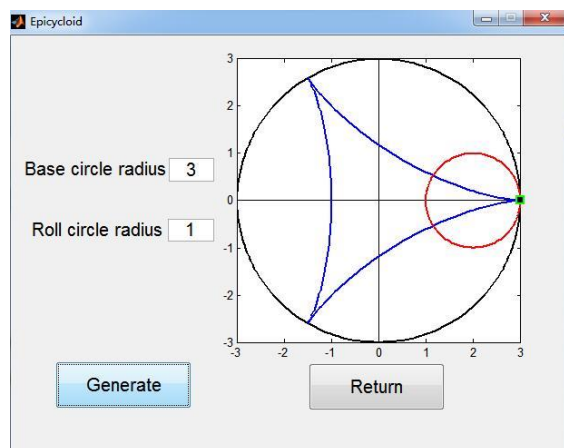 Epicycloid
Base circle radius 3
Roll circle radius 1
3
2
1
0
-1
-2
-3
-3 -2 -1 0 1 2 3
Generate
Return